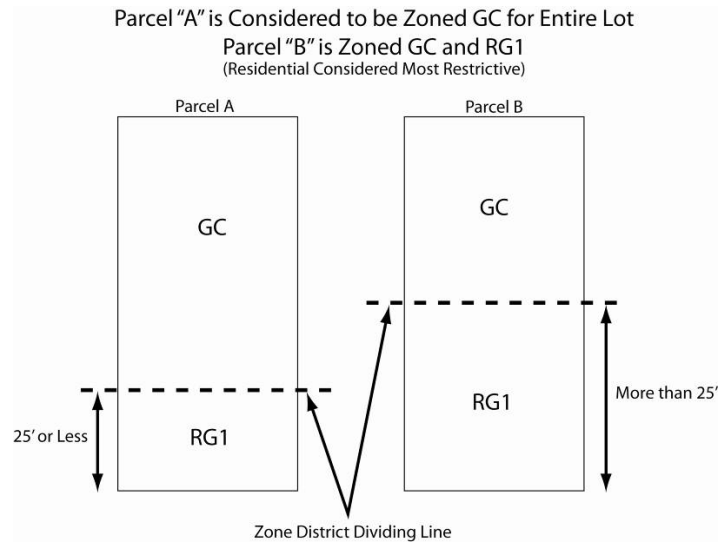 Parcel “A” is Considered to be Zoned GC for Entire Lot
Parcel “B” is Zoned GC and RG1
(Residential Considered Most Restrictive)
Parcel A
Parcel B
GC
GC
RG1
RG1
25’ or Less
More than 25’
Zone District Dividing Line